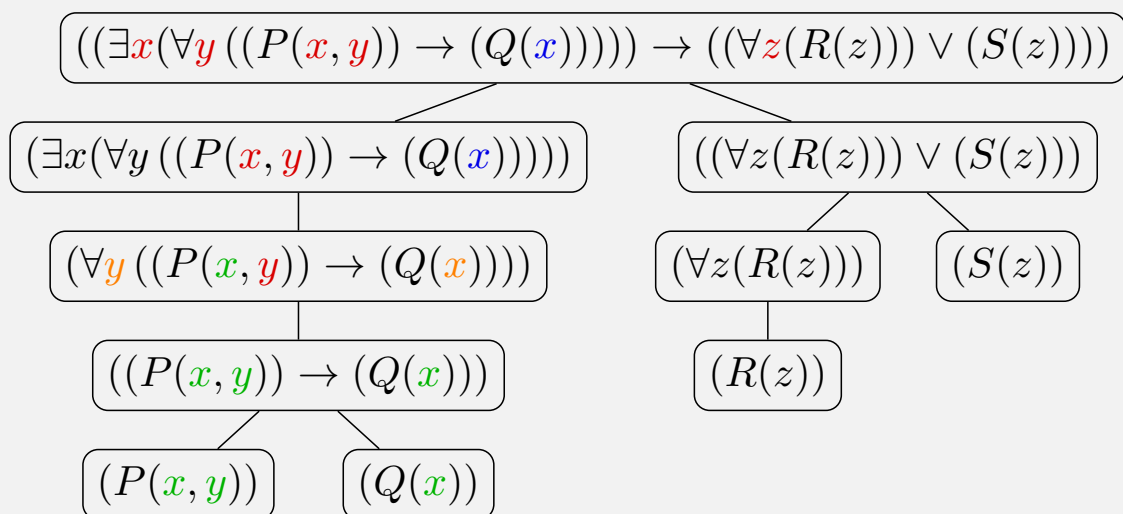 ((∃x(∀y ((P(x, y)) → (Q(x))))) → ((∀z(R(z))) ∨ (S(z))))
(∃x(∀y ((P(x, y)) → (Q(x)))))
((∀z(R(z))) ∨ (S(z)))
(∀y ((P(x, y)) → (Q(x))))
(∀z(R(z)))
(S(z))
((P(x, y)) → (Q(x)))
(R(z))
(P(x, y))
(Q(x))